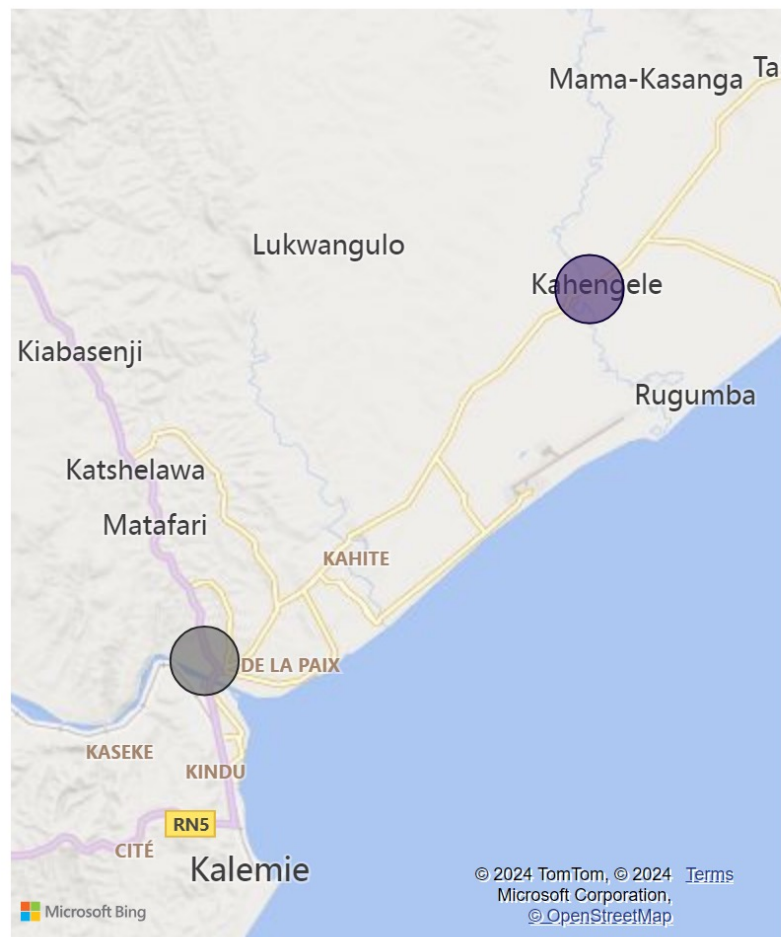 Mama-Kasanga
Ta
Lukwangulo
Kahengele
Kiabasenji
Rugumba
Katshelawa
Matafari
KAHITE
DE LA PAIX
KASEKE
KINDU
RN5
CITÉ
Kalemie
© 2024 TomTom, © 2024 Terms
Microsoft Corporation,
© OpenStreetMap
Microsoft Bing